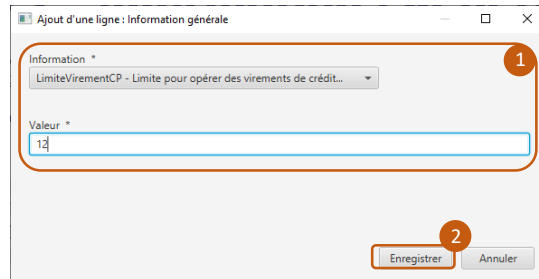 Ajout d'une ligne : Information générale
Information *
1
LimiteVirementCP - Limite pour opérer des virements de crédit...
Valeur *
12
2
Enregistrer
Annuler